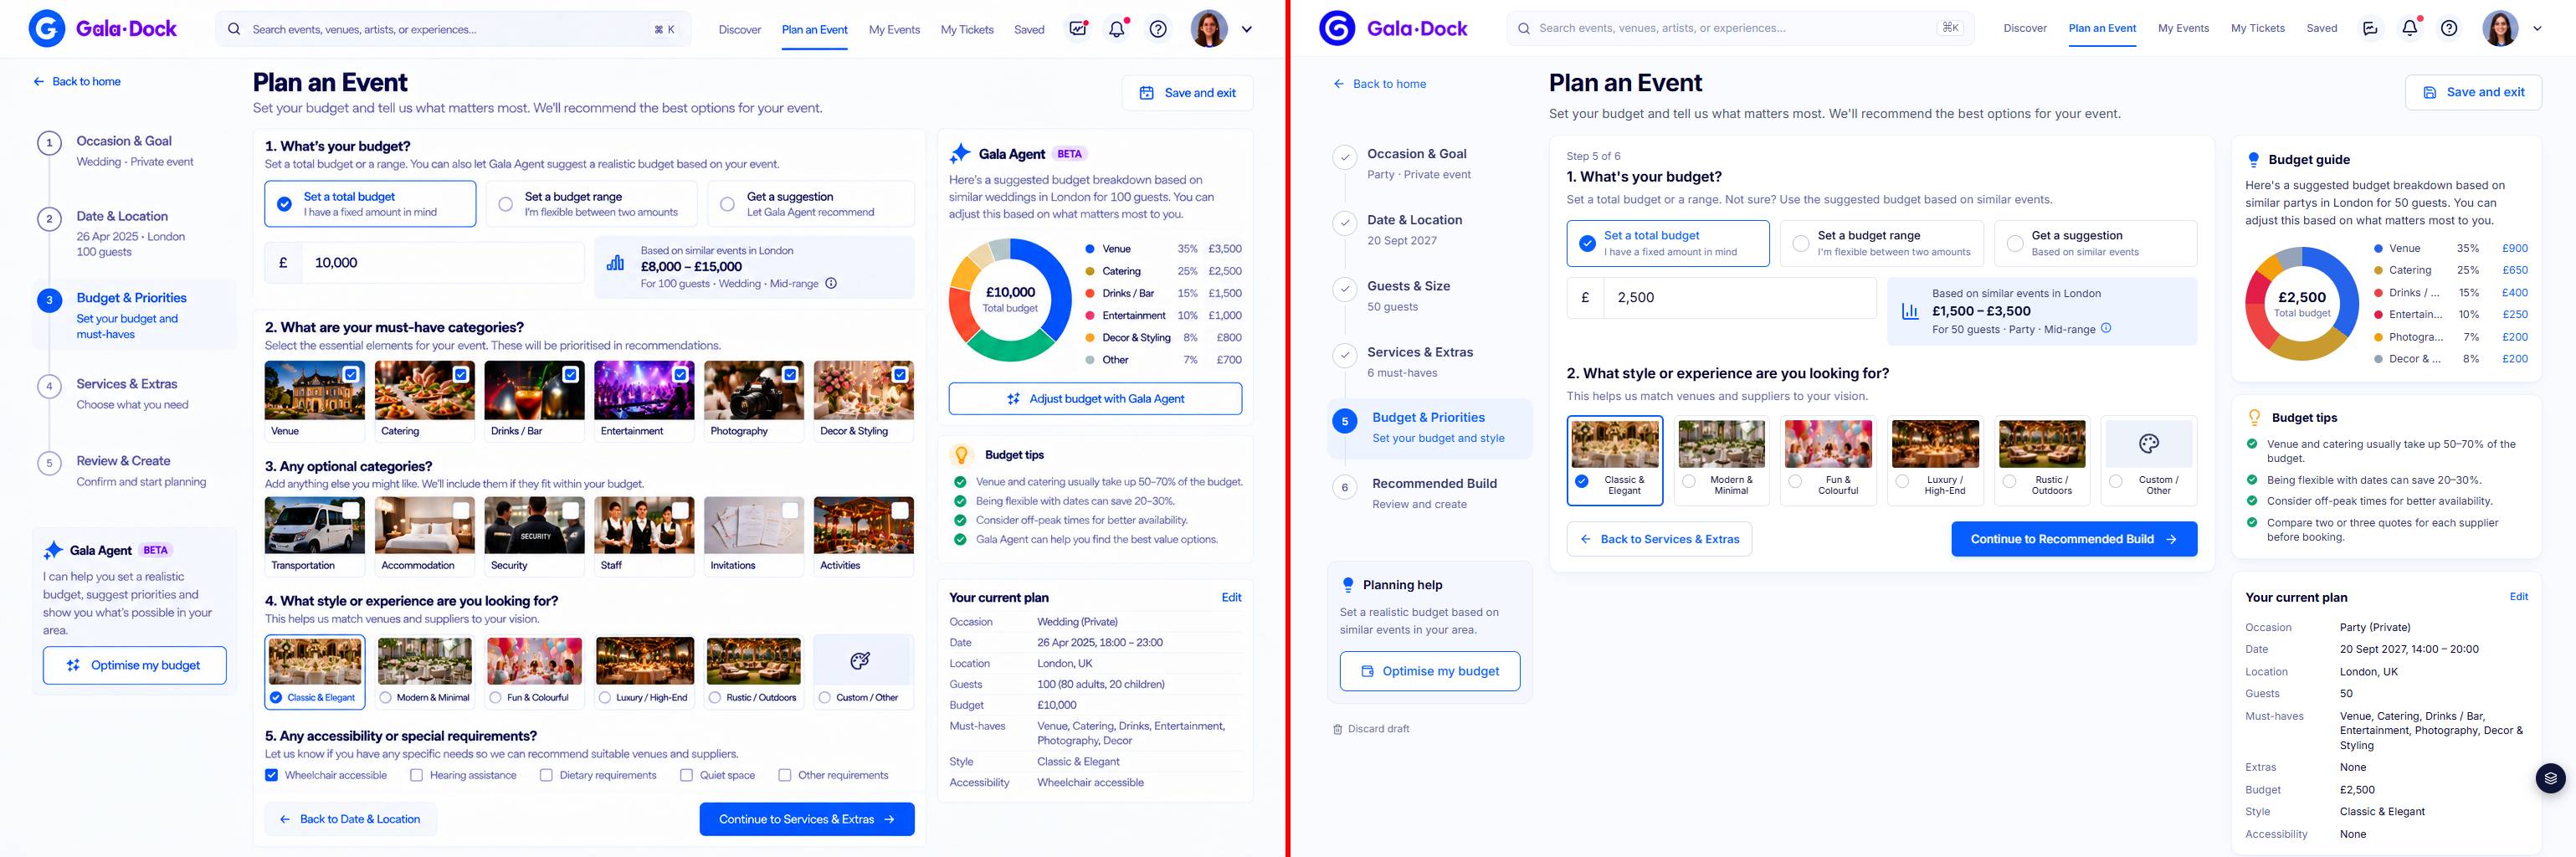 Gala·Dock
Search events, venues, artists, or experiences...
⌘ K
Discover
Plan an Event
My Events
My Tickets
Saved
Back to home
Plan an Event
Set your budget and tell us what matters most. We'll recommend the best options for your event.
Save and exit
1
Occasion & Goal
Wedding · Private event
2
Date & Location
26 Apr 2025 · London
100 guests
3
Budget & Priorities
Set your budget and
must-haves
4
Services & Extras
Choose what you need
5
Review & Create
Confirm and start planning
Gala Agent BETA
I can help you set a realistic
budget, suggest priorities and
show you what's possible in your
area.
Optimise my budget
1. What's your budget?
Set a total budget or a range. You can also let Gala Agent suggest a realistic budget based on your event.
Set a total budget
I have a fixed amount in mind
Set a budget range
I'm flexible between two amounts
Get a suggestion
Let Gala Agent recommend
£ 10,000
Based on similar events in London
£8,000 – £15,000
For 100 guests · Wedding · Mid-range
2. What are your must-have categories?
Select the essential elements for your event. These will be prioritised in recommendations.
Venue
Catering
Drinks / Bar
Entertainment
Photography
Decor & Styling
3. Any optional categories?
Add anything else you might like. We'll include them if they fit within your budget.
SECURITY
Transportation
Accommodation
Security
Staff
Invitations
Activities
4. What style or experience are you looking for?
This helps us match venues and suppliers to your vision.
Classic & Elegant
Modern & Minimal
Fun & Colourful
Luxury / High-End
Rustic / Outdoors
Custom / Other
5. Any accessibility or special requirements?
Let us know if you have any specific needs so we can recommend suitable venues and suppliers.
Wheelchair accessible
Hearing assistance
Dietary requirements
Quiet space
Other requirements
Back to Date & Location
Continue to Services & Extras
Gala Agent BETA
Here's a suggested budget breakdown based on
similar weddings in London for 100 guests. You can
adjust this based on what matters most to you.
£10,000
Total budget
Venue 35% £3,500
Catering 25% £2,500
Drinks / Bar 15% £1,500
Entertainment 10% £1,000
Decor & Styling 8% £800
Other 7% £700
Adjust budget with Gala Agent
Budget tips
Venue and catering usually take up 50–70% of the budget.
Being flexible with dates can save 20–30%.
Consider off-peak times for better availability.
Gala Agent can help you find the best value options.
Your current plan
Edit
Occasion Wedding (Private)
Date 26 Apr 2025, 18:00 – 23:00
Location London, UK
Guests 100 (80 adults, 20 children)
Budget £10,000
Must-haves Venue, Catering, Drinks, Entertainment,
Photography, Decor
Style Classic & Elegant
Accessibility Wheelchair accessible
Gala·Dock
Search events, venues, artists, or experiences...
⌘K
Discover
Plan an Event
My Events
My Tickets
Saved
Back to home
Plan an Event
Set your budget and tell us what matters most. We'll recommend the best options for your event.
Save and exit
Occasion & Goal
Party · Private event
Date & Location
20 Sept 2027
Guests & Size
50 guests
Services & Extras
6 must-haves
5
Budget & Priorities
Set your budget and style
6
Recommended Build
Review and create
Planning help
Set a realistic budget based on
similar events in your area.
Optimise my budget
Discard draft
Step 5 of 6
1. What's your budget?
Set a total budget or a range. Not sure? Use the suggested budget based on similar events.
Set a total budget
I have a fixed amount in mind
Set a budget range
I'm flexible between two amounts
Get a suggestion
Based on similar events
£ 2,500
Based on similar events in London
£1,500 – £3,500
For 50 guests · Party · Mid-range
2. What style or experience are you looking for?
This helps us match venues and suppliers to your vision.
Classic &
Elegant
Modern &
Minimal
Fun &
Colourful
Luxury /
High-End
Rustic /
Outdoors
Custom /
Other
Back to Services & Extras
Continue to Recommended Build
Budget guide
Here's a suggested budget breakdown based on
similar partys in London for 50 guests. You can
adjust this based on what matters most to you.
£2,500
Total budget
Venue 35% £900
Catering 25% £650
Drinks / ... 15% £400
Entertain... 10% £250
Photogra... 7% £200
Decor & ... 8% £200
Budget tips
Venue and catering usually take up 50–70% of the
budget.
Being flexible with dates can save 20–30%.
Consider off-peak times for better availability.
Compare two or three quotes for each supplier
before booking.
Your current plan
Edit
Occasion Party (Private)
Date 20 Sept 2027, 14:00 – 20:00
Location London, UK
Guests 50
Must-haves Venue, Catering, Drinks / Bar,
Entertainment, Photography, Decor &
Styling
Extras None
Budget £2,500
Style Classic & Elegant
Accessibility None